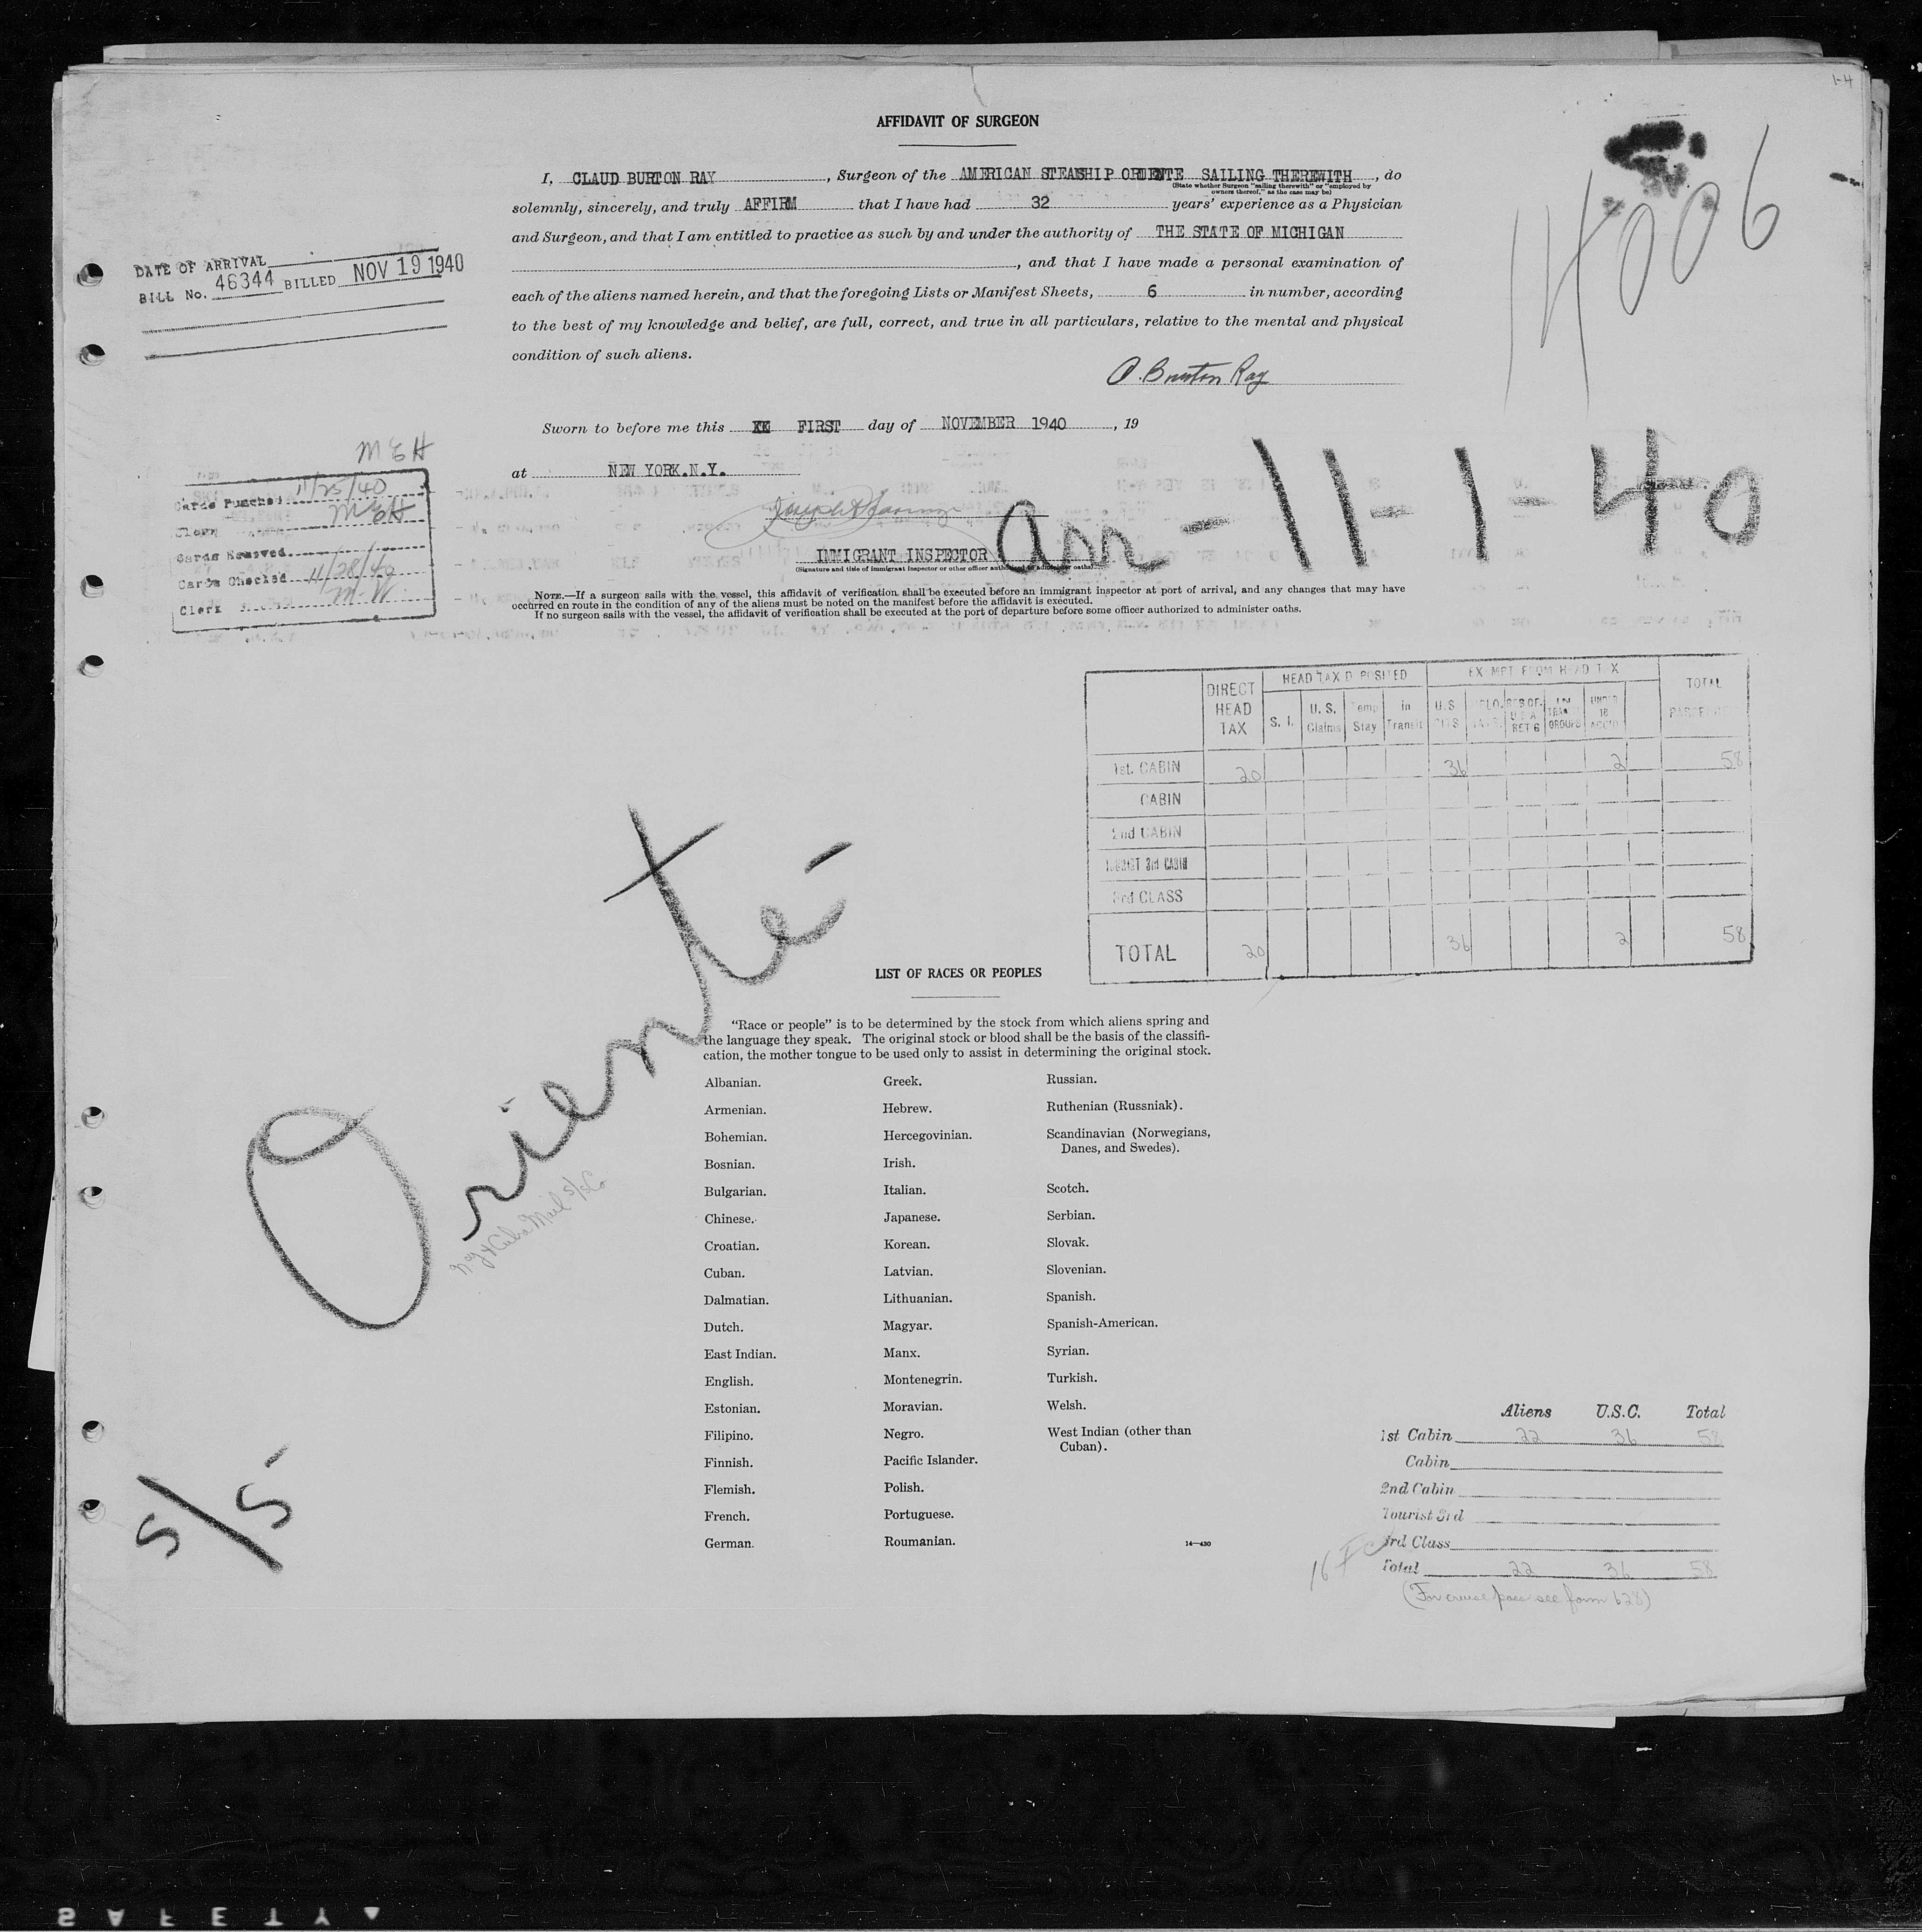 1-4
AFFIDAVIT OF SURGEON
I, CLAUD BURTON RAY, Surgeon of the AMERICAN STEASHIP ORIENTE SAILING THEREWITH, do
(State whether Surgeon "sailing therewith" or "employed by
owners thereof," as the case may be)
solemnly, sincerely, and truly AFFIRM that I have had 32 years' experience as a Physician
and Surgeon, and that I am entitled to practice as such by and under the authority of THE STATE OF MICHIGAN
, and that I have made a personal examination of
each of the aliens named herein, and that the foregoing Lists or Manifest Sheets, 6 in number, according
to the best of my knowledge and belief, are full, correct, and true in all particulars, relative to the mental and physical
condition of such aliens.
C. Burton Ray
Sworn to before me this FIRST day of NOVEMBER 1940, 19
at NEW YORK.N.Y.
IMMIGRANT INSPECTOR
(Signature and title of immigrant inspector or other officer authorized to administer oaths)
NOTE.—If a surgeon sails with the vessel, this affidavit of verification shall be executed before an immigrant inspector at port of arrival, and any changes that may have
occurred en route in the condition of any of the aliens must be noted on the manifest before the affidavit is executed.
If no surgeon sails with the vessel, the affidavit of verification shall be executed at the port of departure before some officer authorized to administer oaths.
14006
DATE OF ARRIVAL
BILL No. 46344 BILLED NOV 19 1940
MEH
Cards Punched 11/25/40
Clerk MEH
Cards Removed
Cards Checked 11/28/40
Clerk M.W.
Arr - 11-1-40
DIRECT HEAD TAX
HEAD TAX DEPOSITED
EXEMPT FROM HEAD TAX
TOTAL
S. I.
U. S. Claims
Temp Stay
in Transit
U.S. CITS
UNDER 16
1st. CABIN 20 36 2 58
CABIN
2nd CABIN
TOURIST 3rd CABIN
3rd CLASS
TOTAL 20 36 2 58
Oriente
NY & Cuba Mail S/S Co
S/S
LIST OF RACES OR PEOPLES
"Race or people" is to be determined by the stock from which aliens spring and
the language they speak. The original stock or blood shall be the basis of the classifi-
cation, the mother tongue to be used only to assist in determining the original stock.
Albanian.
Armenian.
Bohemian.
Bosnian.
Bulgarian.
Chinese.
Croatian.
Cuban.
Dalmatian.
Dutch.
East Indian.
English.
Estonian.
Filipino.
Finnish.
Flemish.
French.
German.
Greek.
Hebrew.
Hercegovinian.
Irish.
Italian.
Japanese.
Korean.
Latvian.
Lithuanian.
Magyar.
Manx.
Montenegrin.
Moravian.
Negro.
Pacific Islander.
Polish.
Portuguese.
Roumanian.
Russian.
Ruthenian (Russniak).
Scandinavian (Norwegians,
Danes, and Swedes).
Scotch.
Serbian.
Slovak.
Slovenian.
Spanish.
Spanish-American.
Syrian.
Turkish.
Welsh.
West Indian (other than
Cuban).
14—430
Aliens U.S.C. Total
1st Cabin 22 36 58
Cabin
2nd Cabin
Tourist 3rd
3rd Class
Total 22 36 58
(For cruise pass see form 628)
SAFETY